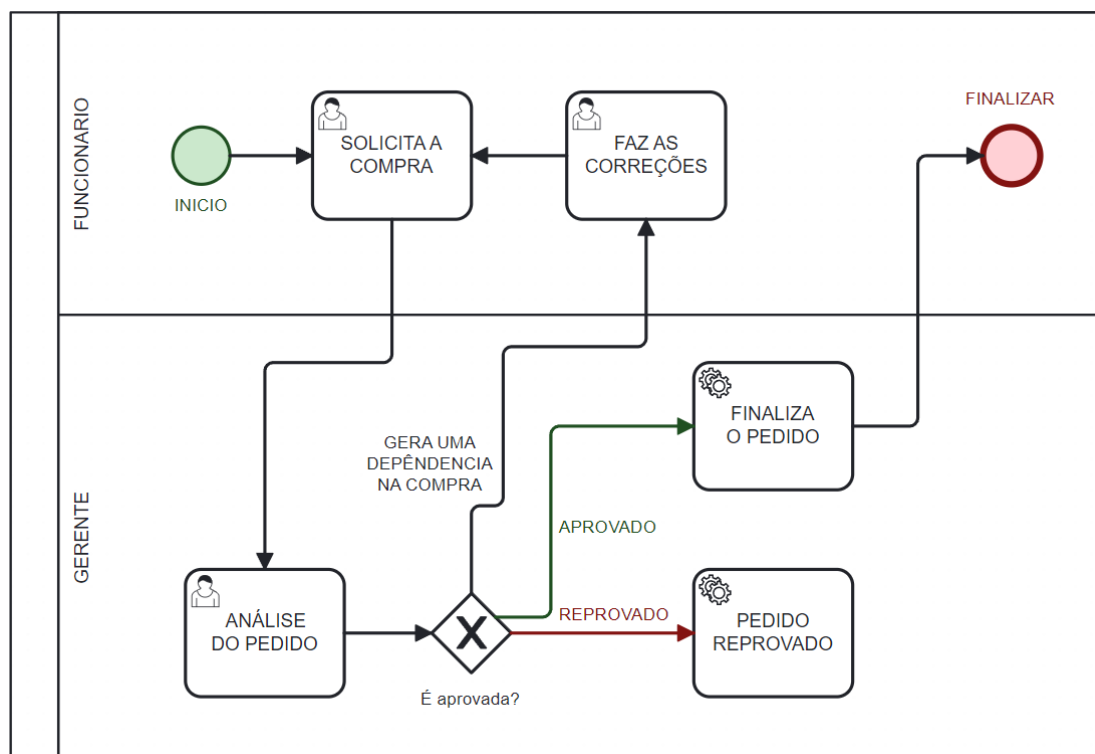 FUNCIONARIO
INICIO
SOLICITA A
COMPRA
FAZ AS
CORREÇÕES
FINALIZAR
GERENTE
GERA UMA
DEPÊNDENCIA
NA COMPRA
FINALIZA
O PEDIDO
APROVADO
ANÁLISE
DO PEDIDO
X
É aprovada?
REPROVADO
PEDIDO
REPROVADO